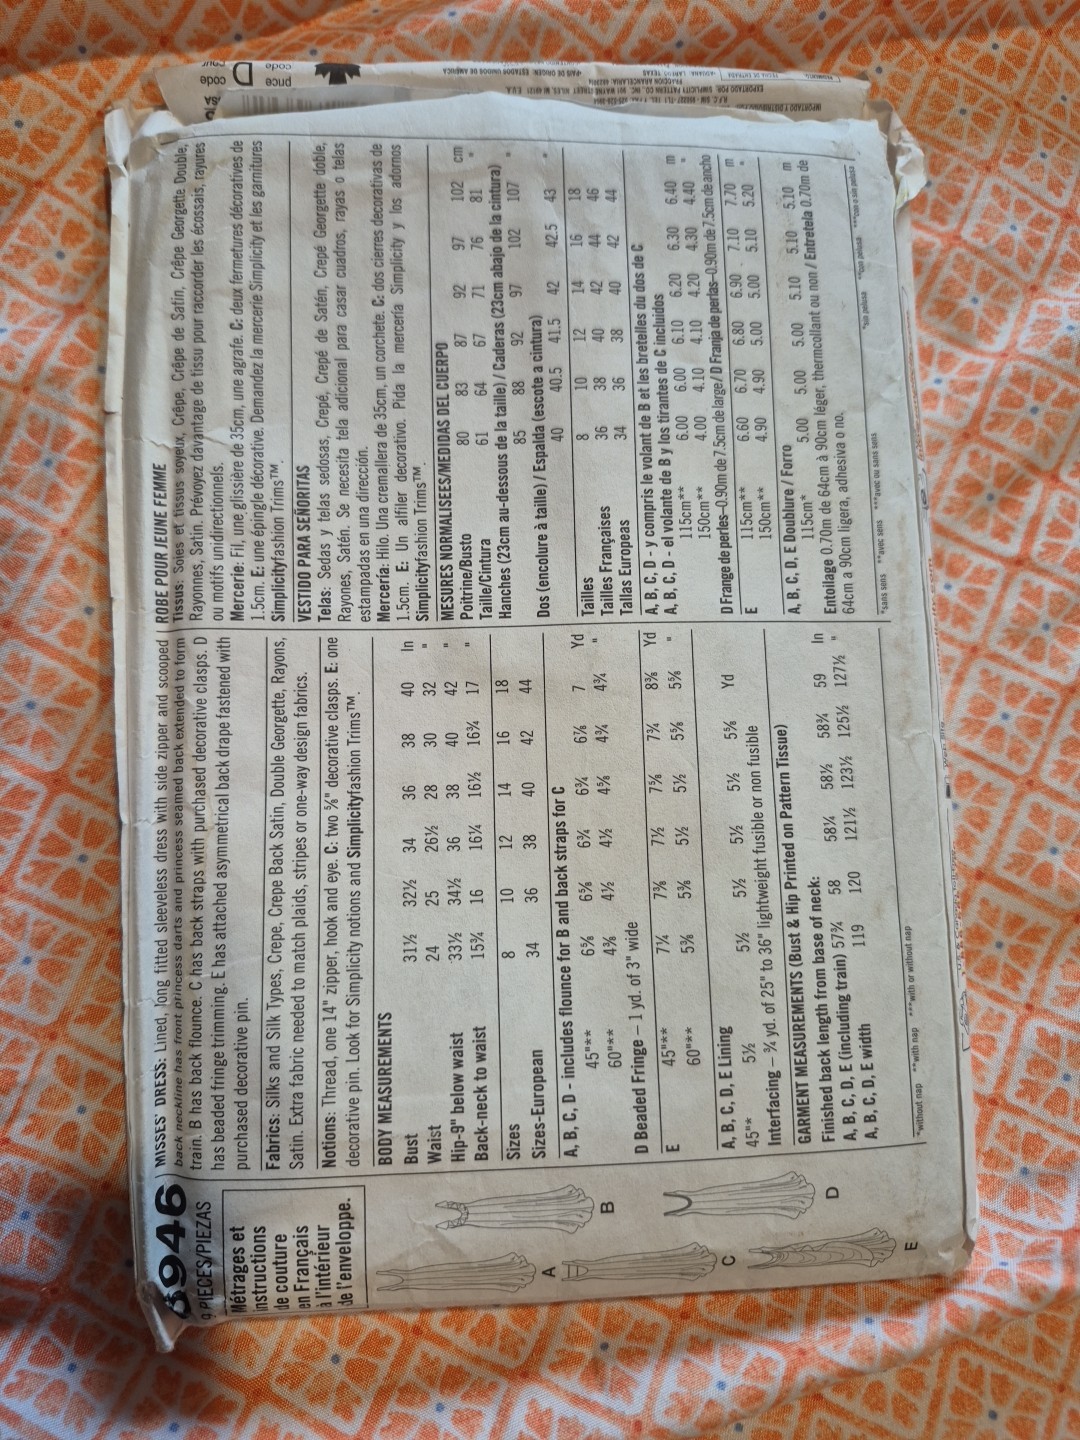 8946
9 PIECES/PIEZAS
Métrages et
instructions
de couture
en Français
à l'intérieur
de l'enveloppe.
A
B
C
D
E
MISSES' DRESS: Lined, long fitted sleeveless dress with side zipper and scooped
back neckline has front princess darts and princess seamed back extended to form
train. B has back flounce. C has back straps with purchased decorative clasps. D
has beaded fringe trimming. E has attached asymmetrical back drape fastened with
purchased decorative pin.
Fabrics: Silks and Silk Types, Crepe, Crepe Back Satin, Double Georgette, Rayons,
Satin. Extra fabric needed to match plaids, stripes or one-way design fabrics.
Notions: Thread, one 14" zipper, hook and eye. C: two ⅝" decorative clasps. E: one
decorative pin. Look for Simplicity notions and Simplicityfashion Trims™.
BODY MEASUREMENTS
Bust 31½ 32½ 34 36 38 40 In
Waist 24 25 26½ 28 30 32 "
Hip-9" below waist 33½ 34½ 36 38 40 42 "
Back-neck to waist 15¾ 16 16¼ 16½ 16¾ 17 "
Sizes 8 10 12 14 16 18
Sizes-European 34 36 38 40 42 44
A, B, C, D - includes flounce for B and back straps for C
45"** 6⅝ 6⅝ 6¾ 6¾ 6⅞ 7 Yd
60"** 4⅜ 4½ 4½ 4⅝ 4¾ 4¾ "
D Beaded Fringe – 1 yd. of 3" wide
E 45"** 7¼ 7⅜ 7½ 7⅝ 7¾ 8⅜ Yd
60"** 5⅜ 5⅜ 5½ 5½ 5⅝ 5⅝ "
A, B, C, D, E Lining
45"* 5½ 5½ 5½ 5½ 5½ 5⅝ Yd
Interfacing – ¾ yd. of 25" to 36" lightweight fusible or non fusible
GARMENT MEASUREMENTS (Bust & Hip Printed on Pattern Tissue)
Finished back length from base of neck:
A, B, C, D, E (including train) 57¾ 58 58¼ 58½ 58¾ 59 In
A, B, C, D, E width 119 120 121½ 123½ 125½ 127½ "
*without nap **with nap ***with or without nap
ROBE POUR JEUNE FEMME
Tissus: Soies et tissus soyeux, Crêpe, Crêpe de Satin, Crêpe Georgette Double,
Rayonnes, Satin. Prévoyez davantage de tissu pour raccorder les écossais, rayures
ou motifs unidirectionnels.
Mercerie: Fil, une glissière de 35cm, une agrafe. C: deux fermetures décoratives de
1.5cm. E: une épingle décorative. Demandez la mercerie Simplicity et les garnitures
Simplicityfashion Trims™.
VESTIDO PARA SEÑORITAS
Telas: Sedas y telas sedosas, Crepé, Crepé de Satén, Crepé Georgette doble,
Rayones, Satén. Se necesita tela adicional para casar cuadros, rayas o telas
estampadas en una dirección.
Mercería: Hilo. Una cremallera de 35cm, un corchete. C: dos cierres decorativas de
1.5cm. E: Un alfiler decorativo. Pida la mercería Simplicity y los adornos
Simplicityfashion Trims™.
MESURES NORMALISEES/MEDIDAS DEL CUERPO
Poitrine/Busto 80 83 87 92 97 102 cm
Taille/Cintura 61 64 67 71 76 81 "
Hanches (23cm au-dessous de la taille) / Caderas (23cm abajo de la cintura)
85 88 92 97 102 107 "
Dos (encolure à taille) / Espalda (escote a cintura)
40 40.5 41.5 42 42.5 43 "
Tailles 8 10 12 14 16 18
Tailles Françaises 36 38 40 42 44 46
Tallas Europeas 34 36 38 40 42 44
A, B, C, D - y compris le volant de B et les bretelles du dos de C
A, B, C, D - el volante de B y los tirantes de C incluidos
115cm** 6.00 6.00 6.10 6.20 6.30 6.40 m
150cm** 4.00 4.10 4.10 4.20 4.30 4.40 "
D Frange de perles–0.90m de 7.5cm de large/D Franja de perlas–0.90m de 7.5cm de ancho
E 115cm** 6.60 6.70 6.80 6.90 7.10 7.70 m
E 150cm** 4.90 4.90 5.00 5.00 5.10 5.20 "
A, B, C, D, E Doublure / Forro
115cm* 5.00 5.00 5.00 5.10 5.10 5.10 m
Entoilage 0.70m de 64cm à 90cm léger, thermocollant ou non / Entretela 0.70m de
64cm a 90cm ligera, adhesiva o no.
*sans sens **avec sens ***avec ou sans sens
*sin pelusa **con pelusa ***con o sin pelusa
price code
D
code